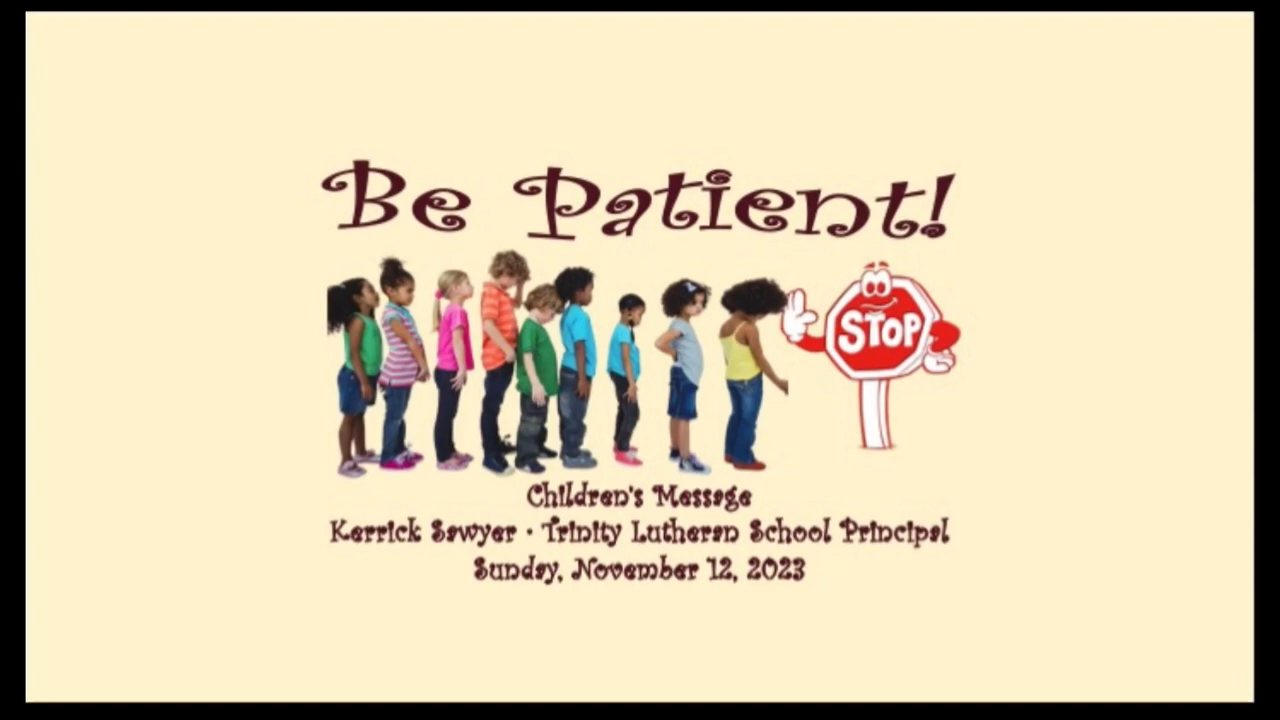 Be Patient!
STOP
Children's Message
Kerrick Sawyer · Trinity Lutheran School Principal
Sunday, November 12, 2023